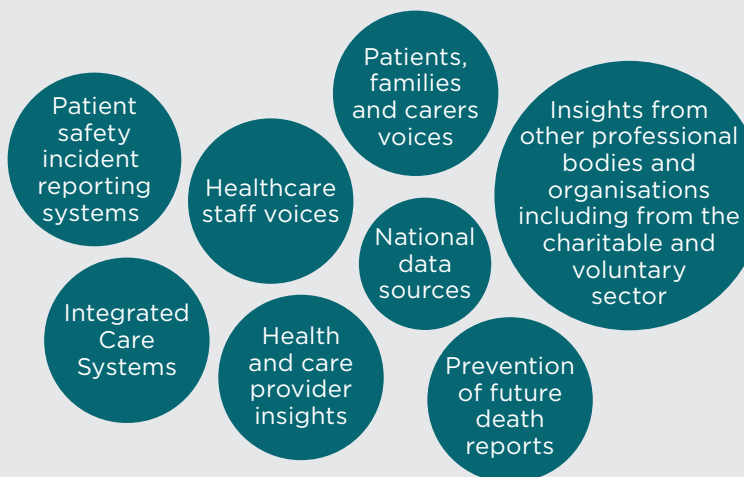 Patient
safety
incident
reporting
systems
Healthcare
staff voices
Patients,
families
and carers
voices
Insights from
other professional
bodies and
organisations
including from the
charitable and
voluntary
sector
National
data
sources
Integrated
Care
Systems
Health
and care
provider
insights
Prevention
of future
death
reports